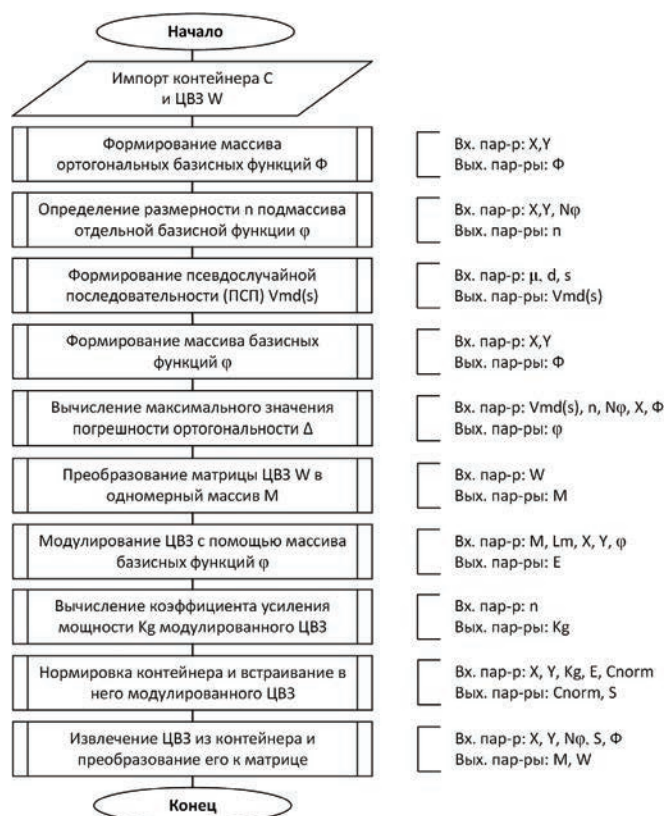 Начало
Импорт контейнера С
и ЦВЗ W
Формирование массива
ортогональных базисных функций Ф
Вх. пар-р: X,Y
Вых. пар-ры: Ф
Определение размерности n подмассива
отдельной базисной функции φ
Вх. пар-р: X,Y, Nφ
Вых. пар-ры: n
Формирование псевдослучайной
последовательности (ПСП) Vmd(s)
Вх. пар-р: μ. d, s
Вых. пар-ры: Vmd(s)
Формирование массива базисных
функций φ
Вх. пар-р: X,Y
Вых. пар-ры: Ф
Вычисление максимального значения
погрешности ортогональности Δ
Вх. пар-р: Vmd(s), n, Nφ, X, Ф
Вых. пар-ры: φ
Преобразование матрицы ЦВЗ W в
одномерный массив М
Вх. пар-р: W
Вых. пар-ры: M
Модулирование ЦВЗ с помощью массива
базисных функций φ
Вх. пар-р: M, Lm, X, Y, φ
Вых. пар-ры: E
Вычисление коэффициента усиления
мощности Kg модулированного ЦВЗ
Вх. пар-р: n
Вых. пар-ры: Kg
Нормировка контейнера и встраивание в
него модулированного ЦВЗ
Вх. пар-р: X, Y, Kg, E, Cnorm
Вых. пар-ры: Cnorm, S
Извлечение ЦВЗ из контейнера и
преобразование его к матрице
Вх. пар-р: X, Y, Nφ. S, Ф
Вых. пар-ры: M, W
Конец